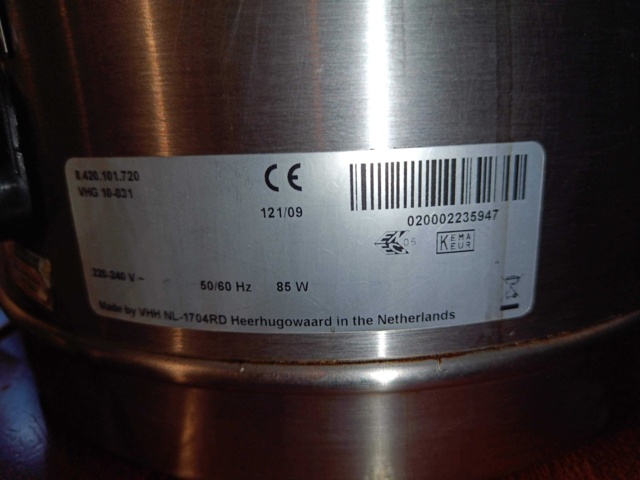 8.420.101.720
VHG 10-831
CE
121/09
020002235947
05
KEMA
KEUR
220-240 V ~
50/60 Hz
85 W
Made by VHH NL-1704RD Heerhugowaard in the Netherlands